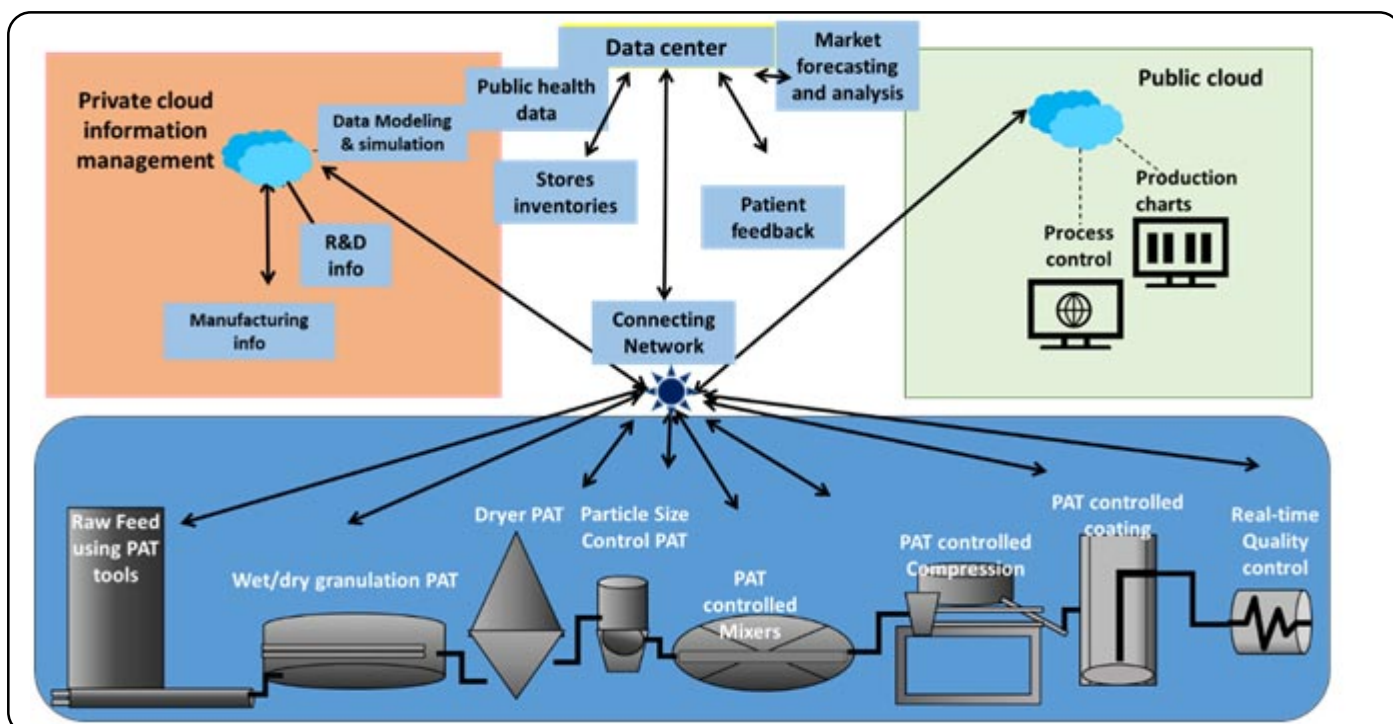 Data center
Market
forecasting
and analysis
Public health
data
Private cloud
information
management
Data Modeling
& simulation
Stores
inventories
Patient
feedback
R&D
info
Manufacturing
info
Connecting
Network
Public cloud
Production
charts
Process
control
Raw Feed
using PAT
tools
Wet/dry granulation PAT
Dryer PAT
Particle Size
Control PAT
PAT
controlled
Mixers
PAT controlled
Compression
PAT controlled
coating
Real-time
Quality
control